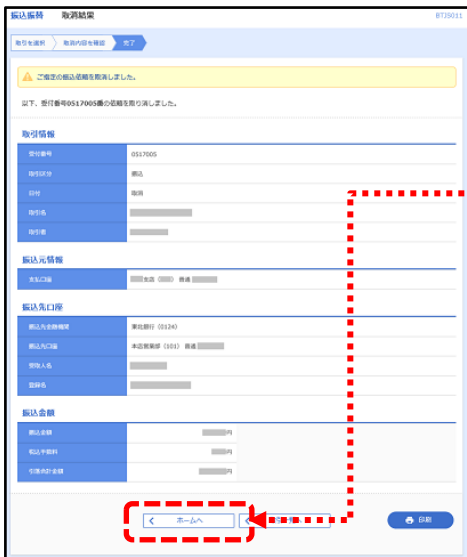 振込振替 取消結果
BTJS011
取引を選択 取消内容を確認 完了
ご指定の振込依頼を取消しました。
以下、受付番号0517005番の依頼を取り消しました。
取引情報
受付番号 0517005
取引区分 振込
日付 取消
取引名
取引者
振込元情報
支払口座 支店 ( ) 普通
振込先口座
振込先金融機関 東北銀行 (0124)
振込先口座 本店営業部 (101) 普通
受取人名
登録名
振込金額
振込金額 円
税込手数料 円
引落合計金額 円
ホームへ
印刷